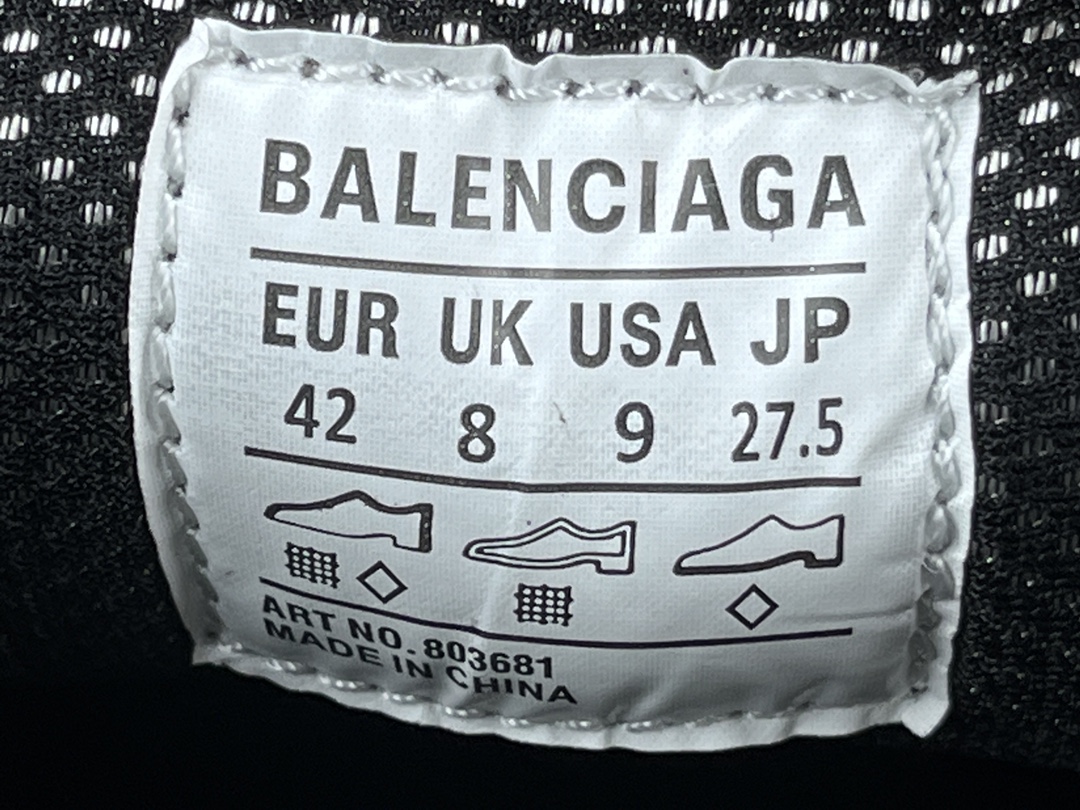 BALENCIAGA
EUR UK USA JP
42 8 9 27.5
ART NO. 803681
MADE IN CHINA